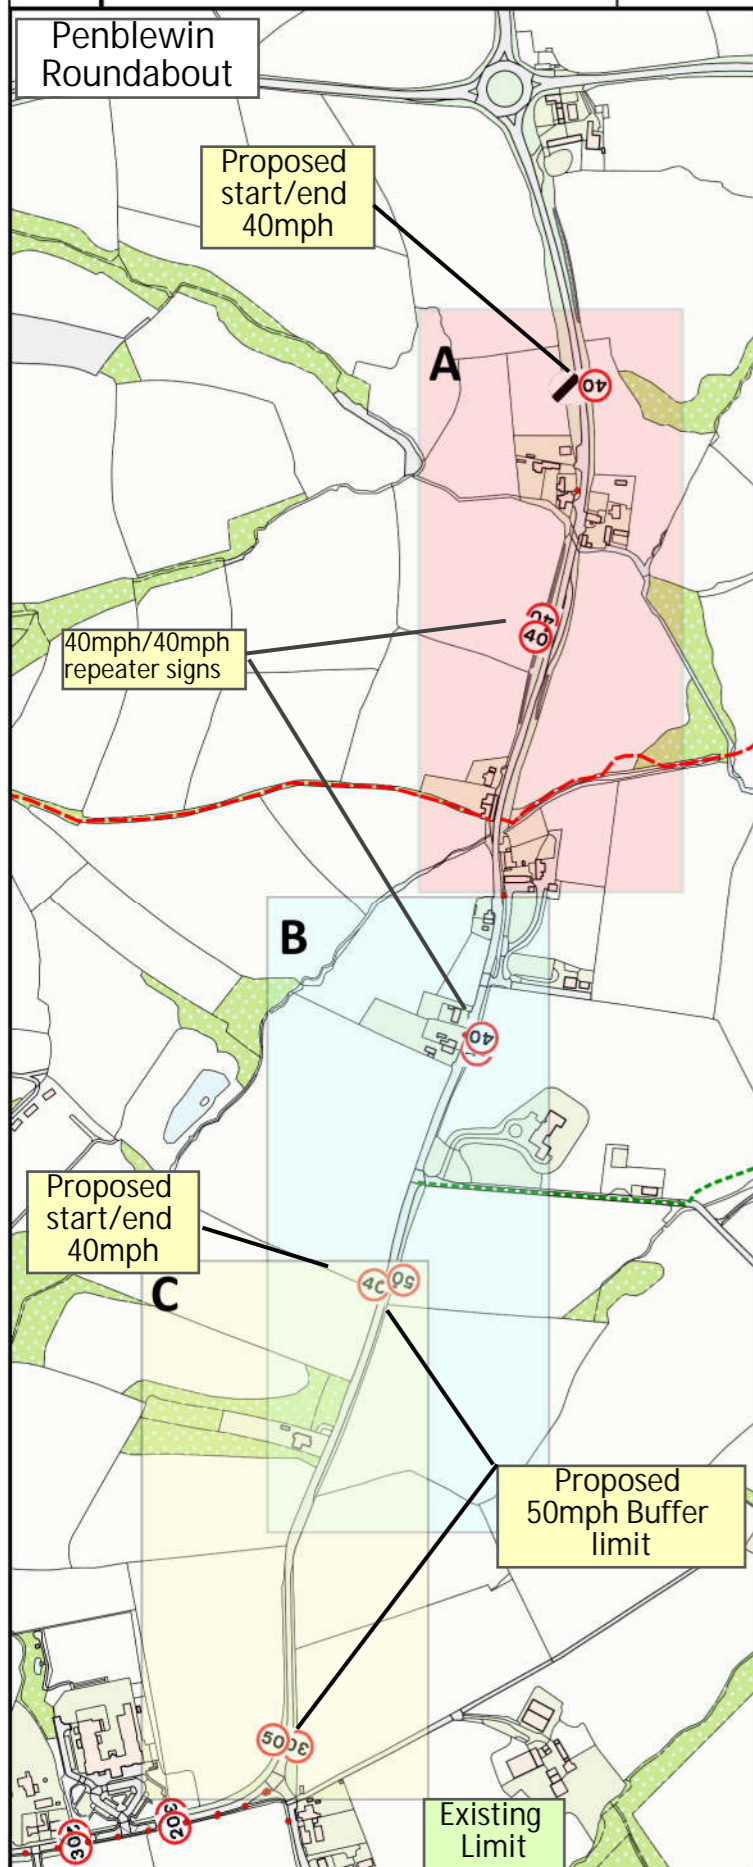 Penblewin
Roundabout
Proposed
start/end
40mph
A
40
40mph/40mph
repeater signs
40
40
B
40
Proposed
start/end
40mph
C
40
50
Proposed
50mph Buffer
limit
50
30
Existing
Limit
30
20